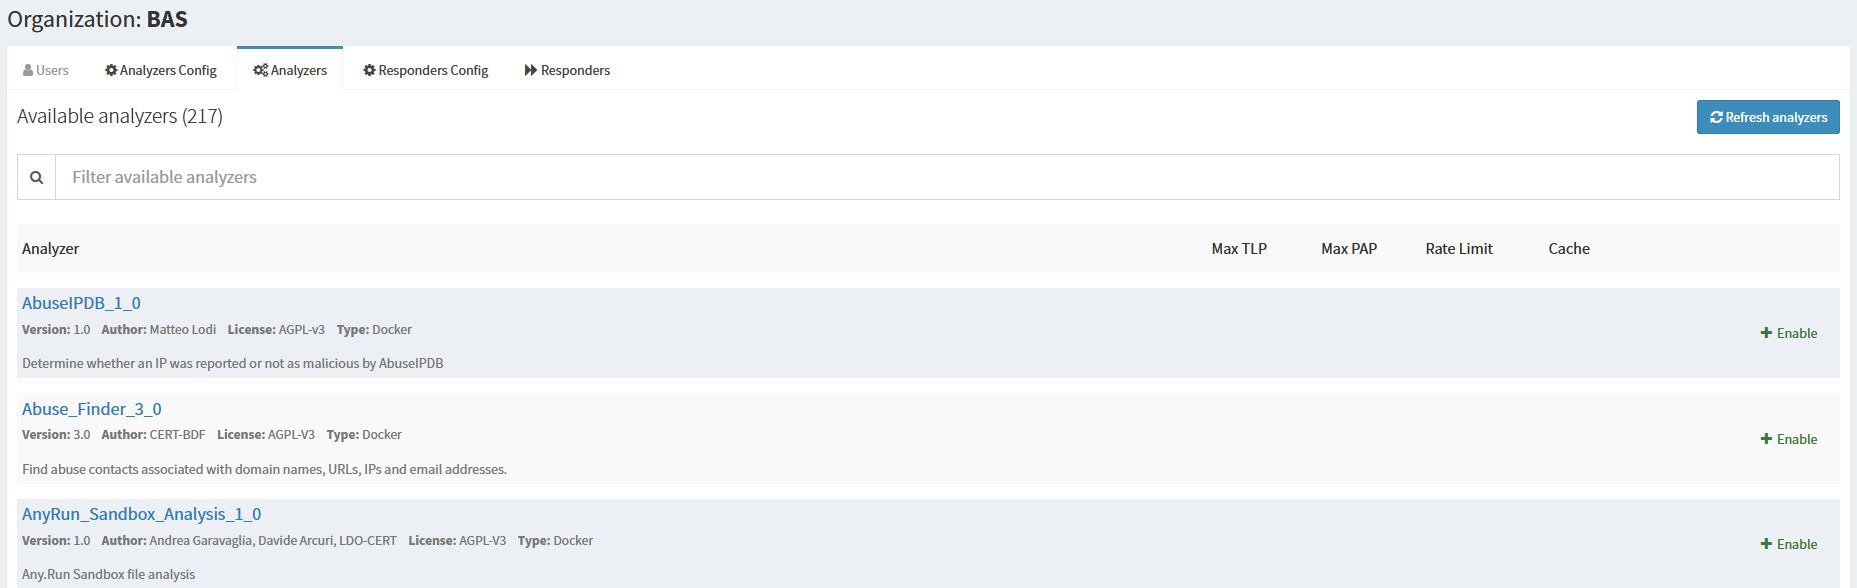 Organization: BAS
Users Analyzers Config Analyzers Responders Config Responders
Available analyzers (217)
Refresh analyzers
Filter available analyzers
Analyzer Max TLP Max PAP Rate Limit Cache
AbuseIPDB_1_0
Version: 1.0 Author: Matteo Lodi License: AGPL-v3 Type: Docker
Enable
Determine whether an IP was reported or not as malicious by AbuseIPDB
Abuse_Finder_3_0
Version: 3.0 Author: CERT-BDF License: AGPL-V3 Type: Docker
Enable
Find abuse contacts associated with domain names, URLs, IPs and email addresses.
AnyRun_Sandbox_Analysis_1_0
Version: 1.0 Author: Andrea Garavaglia, Davide Arcuri, LDO-CERT License: AGPL-V3 Type: Docker
Enable
Any.Run Sandbox file analysis